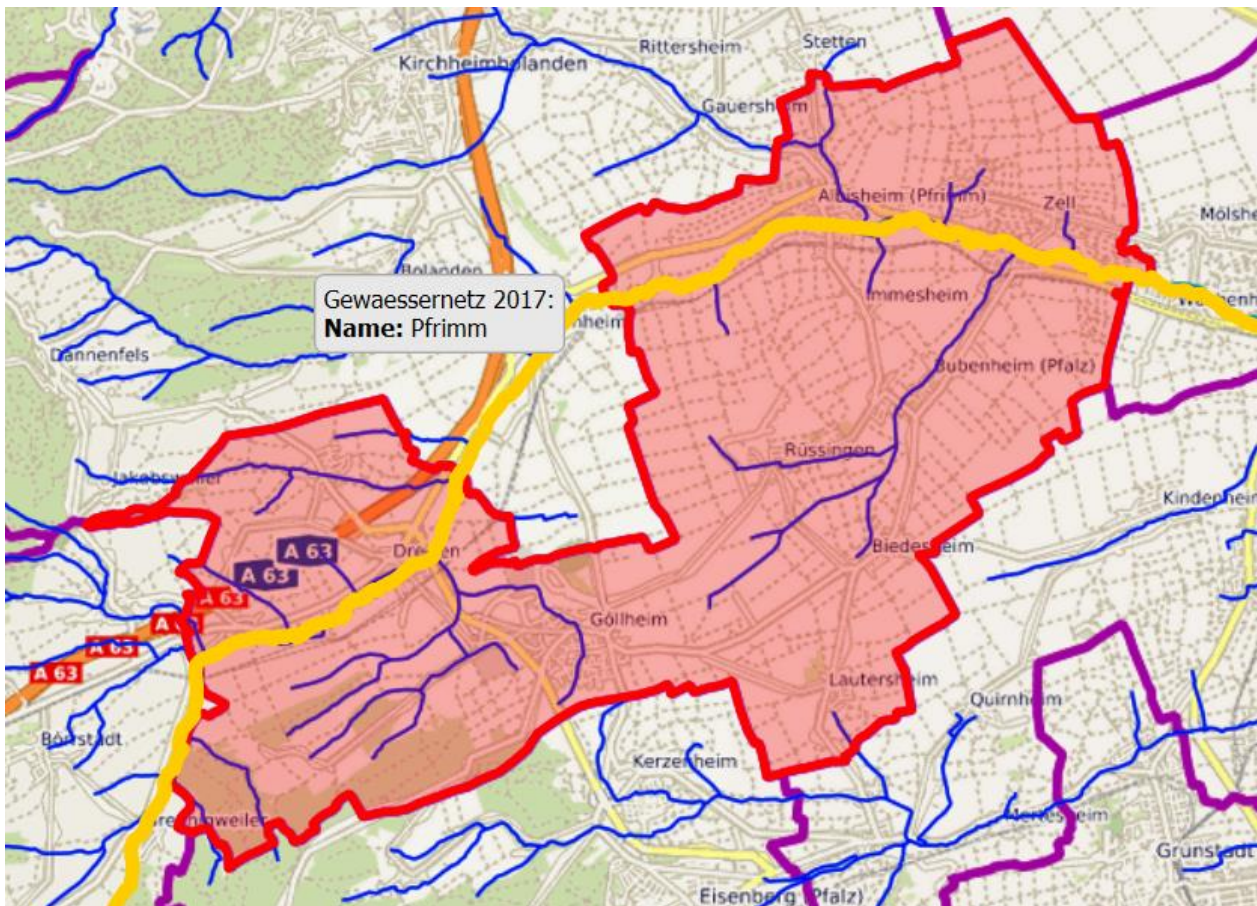 Rittersheim
Stetten
Kirchheimbolanden
Gauersheim
Albisheim (Pfrimm)
Zell
Bolanden
Gewaessernetz 2017:
Name: Pfrimm
Immesheim
Dannenfels
Bubenheim (Pfalz)
Rüssingen
Jakobsweiler
Kindenheim
Dreisen
A 63
Biedesheim
A 63
A 63
Göllheim
A 63
A 63
Lautersheim
Quirnheim
Börrstadt
Kerzenheim
Mertesheim
Grünstadt
Eisenberg (Pfalz)